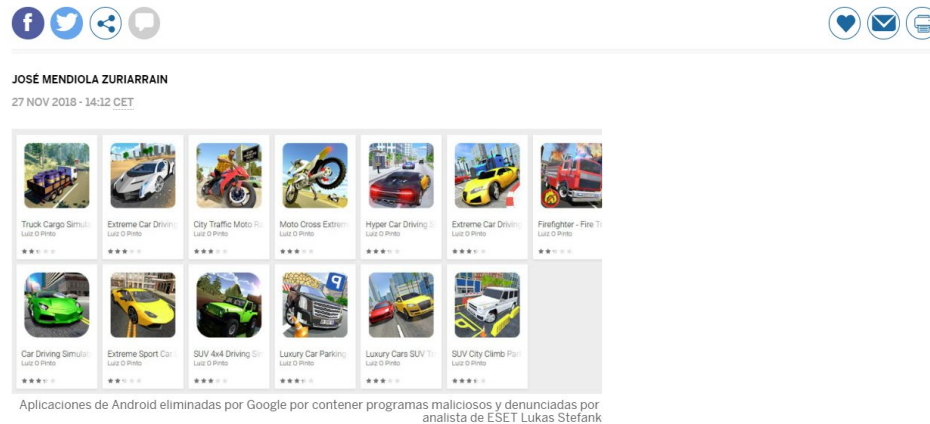 JOSÉ MENDIOLA ZURIARRAIN
27 NOV 2018 - 14:12 CET
Truck Cargo Simul
Luiz O Pinto
Extreme Car Driving
Luiz O Pinto
City Traffic Moto R
Luiz O Pinto
Moto Cross Extrem
Luiz O Pinto
Hyper Car Driving S
Luiz O Pinto
Extreme Car Driving
Luiz O Pinto
Firefighter - Fire Tr
Luiz O Pinto
Car Driving Simulat
Luiz O Pinto
Extreme Sport Car
Luiz O Pinto
SUV 4x4 Driving Si
Luiz O Pinto
Luxury Car Parking
Luiz O Pinto
Luxury Cars SUV Tr
Luiz O Pinto
SUV City Climb Par
Luiz O Pinto
Aplicaciones de Android eliminadas por Google por contener programas maliciosos y denunciadas por
analista de ESET Lukas Stefank